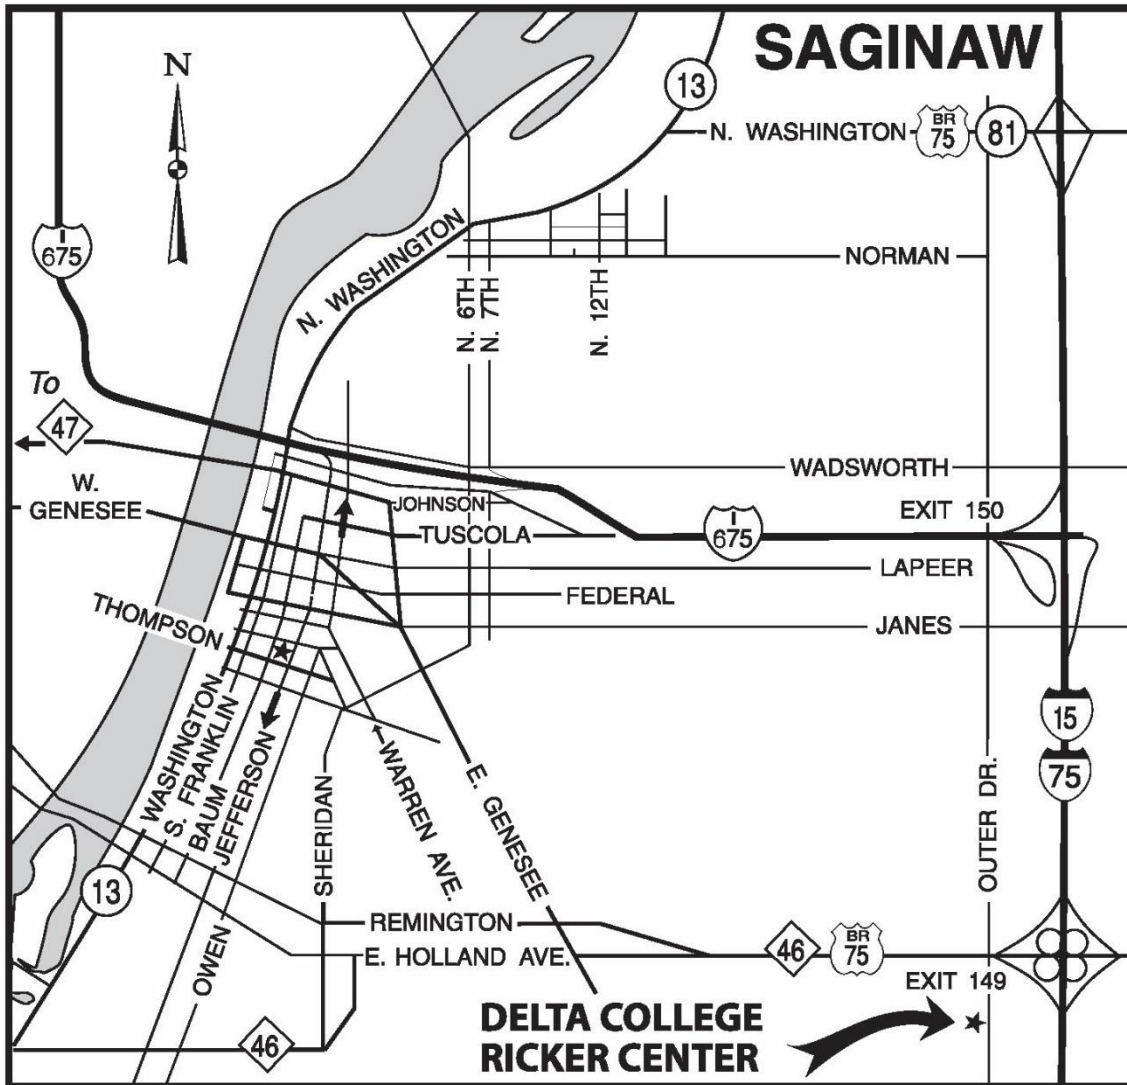 SAGINAW
N
13
N. WASHINGTON
BR
75
81
I
675
N. WASHINGTON
NORMAN
N. 6TH
N. 7TH
N. 12TH
To
47
WADSWORTH
W.
GENESEE
JOHNSON
EXIT 150
TUSCOLA
I
675
LAPEER
FEDERAL
THOMPSON
JANES
15
75
WASHINGTON
S. FRANKLIN
BAUM
JEFFERSON
SHERIDAN
WARREN AVE.
E. GENESEE
OUTER DR.
13
OWEN
REMINGTON
E. HOLLAND AVE.
46
BR
75
EXIT 149
46
DELTA COLLEGE
RICKER CENTER